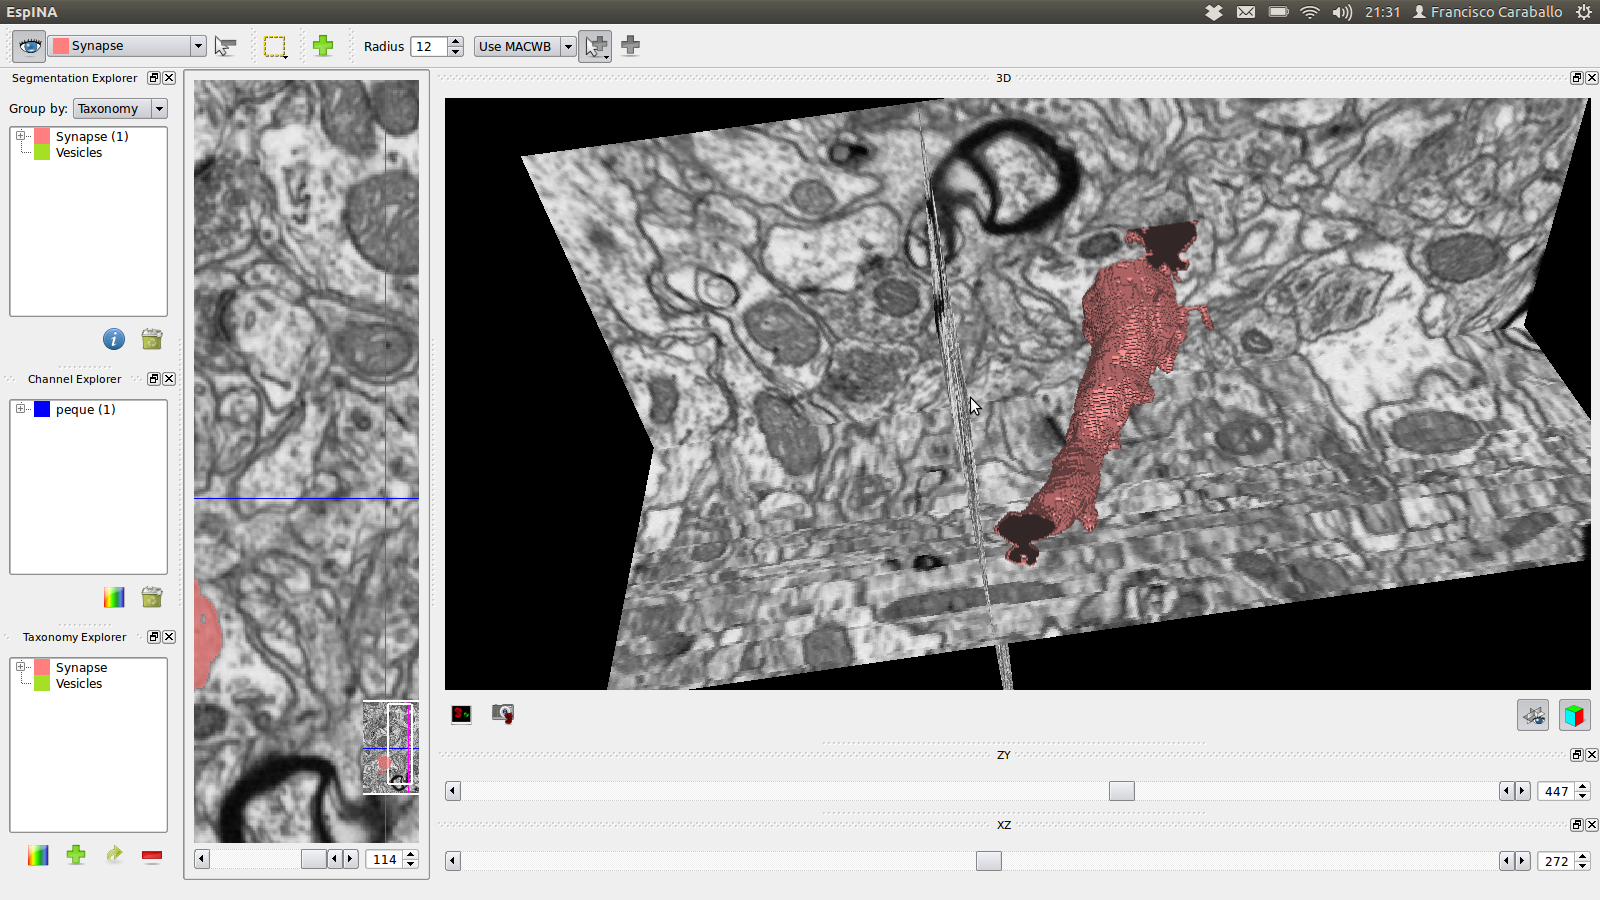 EspINA
21:31 Francisco Caraballo
Synapse
Radius 12
Use MACWB
Segmentation Explorer
Group by: Taxonomy
Synapse (1)
Vesicles
Channel Explorer
peque (1)
Taxonomy Explorer
Synapse
Vesicles
114
3D
ZY
447
XZ
272